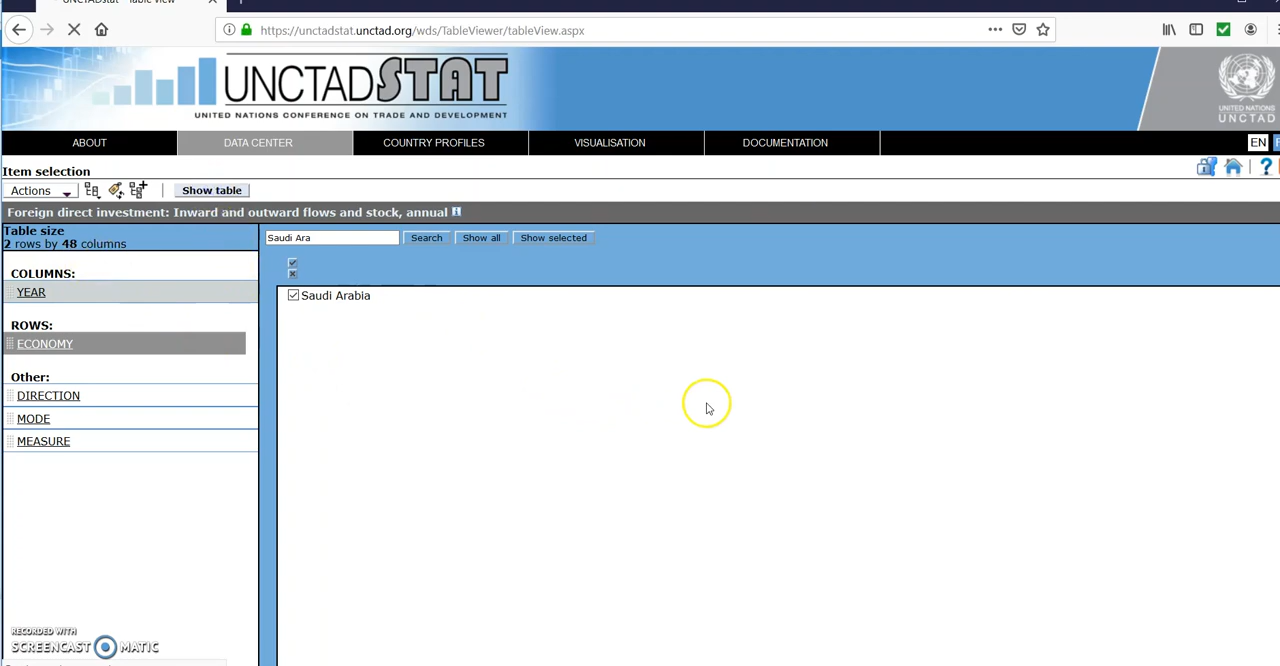 UNCTADstat - Table View
https://unctadstat.unctad.org/wds/TableViewer/tableView.aspx
UNCTADSTAT
UNITED NATIONS CONFERENCE ON TRADE AND DEVELOPMENT
UNITED NATIONS
UNCTAD
ABOUT
DATA CENTER
COUNTRY PROFILES
VISUALISATION
DOCUMENTATION
EN
Item selection
Actions
Show table
Foreign direct investment: Inward and outward flows and stock, annual
Table size
2 rows by 48 columns
Saudi Ara
Search
Show all
Show selected
COLUMNS:
YEAR
Saudi Arabia
ROWS:
ECONOMY
Other:
DIRECTION
MODE
MEASURE
RECORDED WITH
SCREENCAST MATIC